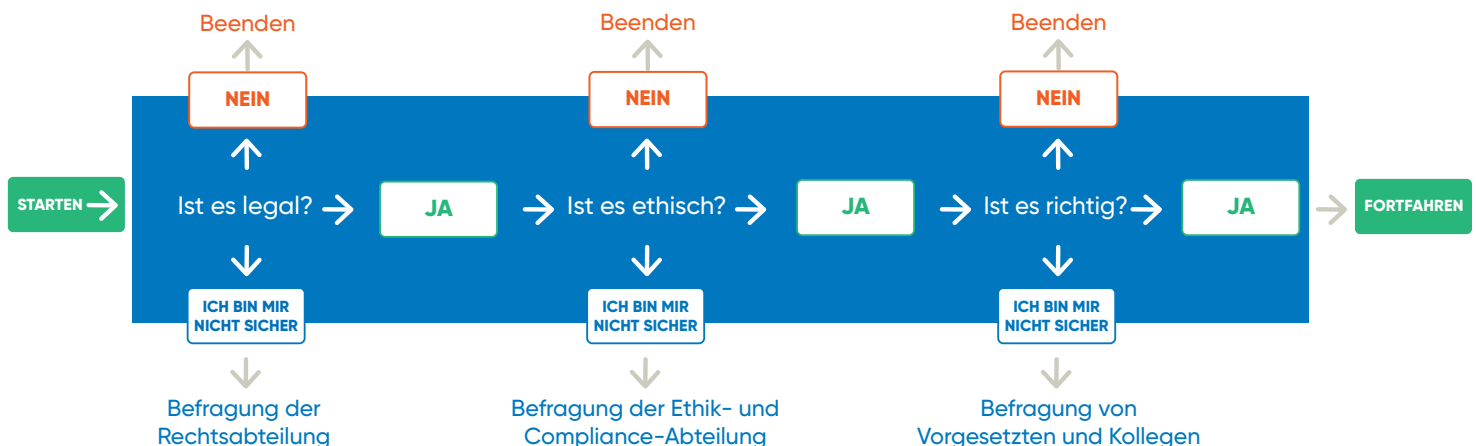 Beenden
Beenden
Beenden
NEIN
NEIN
NEIN
STARTEN
Ist es legal?
JA
Ist es ethisch?
JA
Ist es richtig?
JA
FORTFAHREN
ICH BIN MIR
NICHT SICHER
ICH BIN MIR
NICHT SICHER
ICH BIN MIR
NICHT SICHER
Befragung der
Rechtsabteilung
Befragung der Ethik- und
Compliance-Abteilung
Befragung von
Vorgesetzten und Kollegen